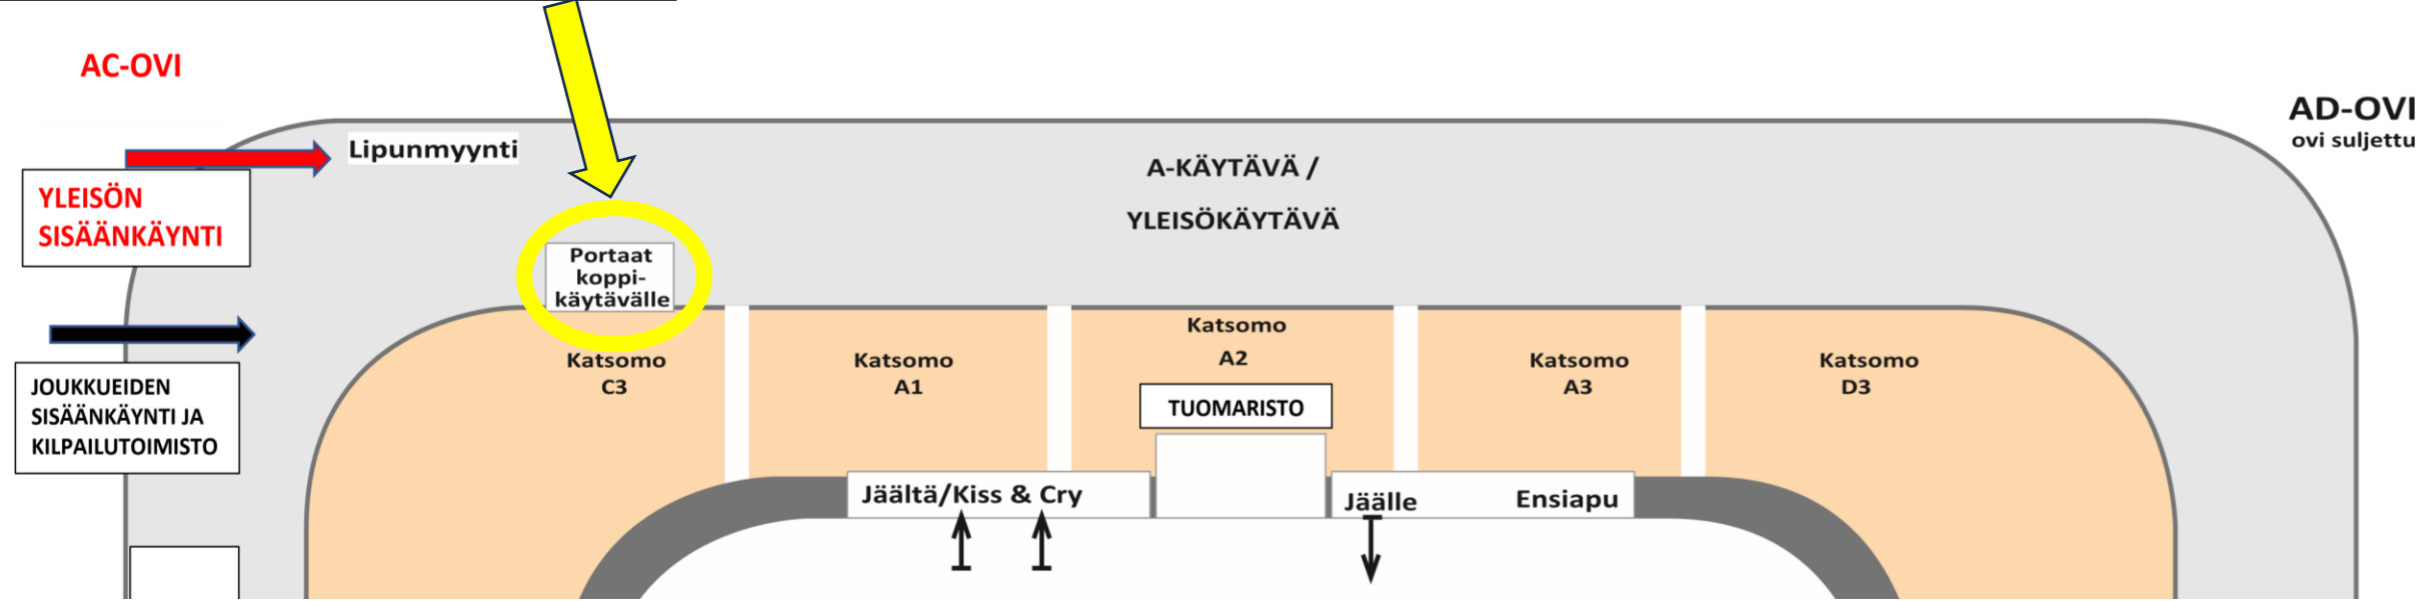 AC-OVI
AD-OVI
ovi suljettu
Lipunmyynti
A-KÄYTÄVÄ /
YLEISÖKÄYTÄVÄ
YLEISÖN
SISÄÄNKÄYNTI
Portaat
koppi-
käytävälle
JOUKKUEIDEN
SISÄÄNKÄYNTI JA
KILPAILUTOIMISTO
Katsomo
C3
Katsomo
A1
Katsomo
A2
TUOMARISTO
Katsomo
A3
Katsomo
D3
Jäältä/Kiss & Cry
Jäälle
Ensiapu